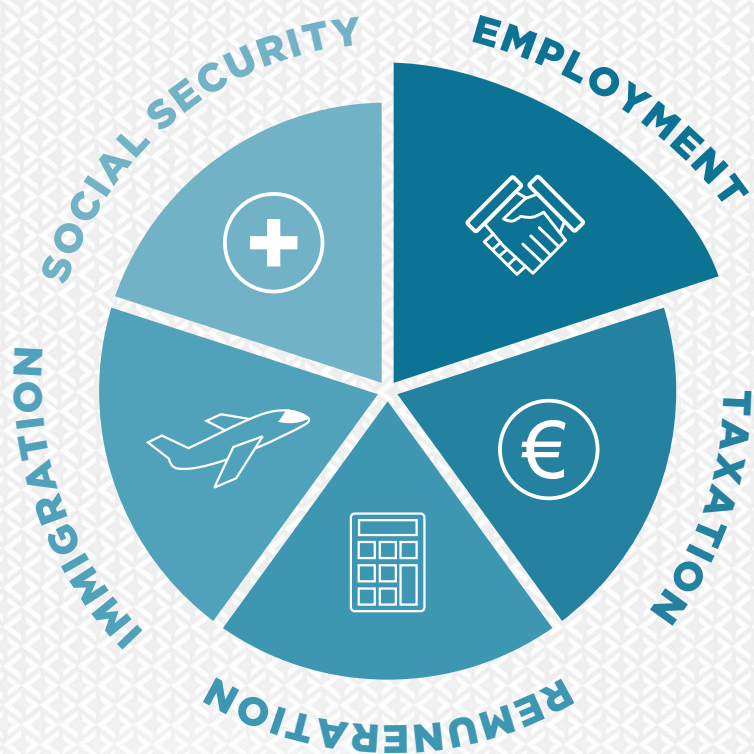 EMPLOYMENT
TAXATION
€
REMUNERATION
IMMIGRATION
SOCIAL SECURITY